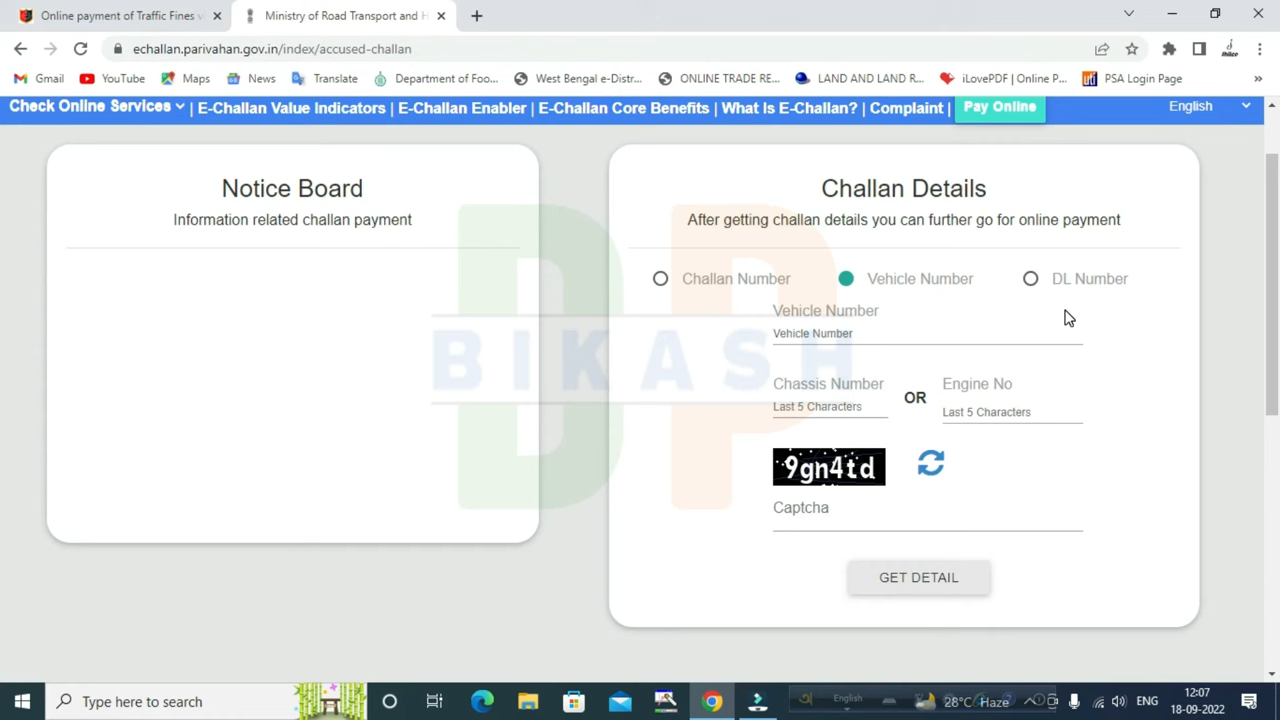 Online payment of Traffic Fines v
Ministry of Road Transport and H
echallan.parivahan.gov.in/index/accused-challan
Gmail
YouTube
Maps
News
Translate
Department of Foo...
West Bengal e-Distr...
ONLINE TRADE RE...
LAND AND LAND R...
iLovePDF | Online P...
PSA Login Page
»
Check Online Services | E-Challan Value Indicators | E-Challan Enabler | E-Challan Core Benefits | What Is E-Challan? | Complaint | Pay Online
English
Notice Board
Information related challan payment
Challan Details
After getting challan details you can further go for online payment
Challan Number
Vehicle Number
DL Number
Vehicle Number
Vehicle Number
Chassis Number
Last 5 Characters
OR
Engine No
Last 5 Characters
9gn4td
Captcha
GET DETAIL
DP
BIKASH
Type here to search
English
28°C Haze
ENG
12:07
18-09-2022